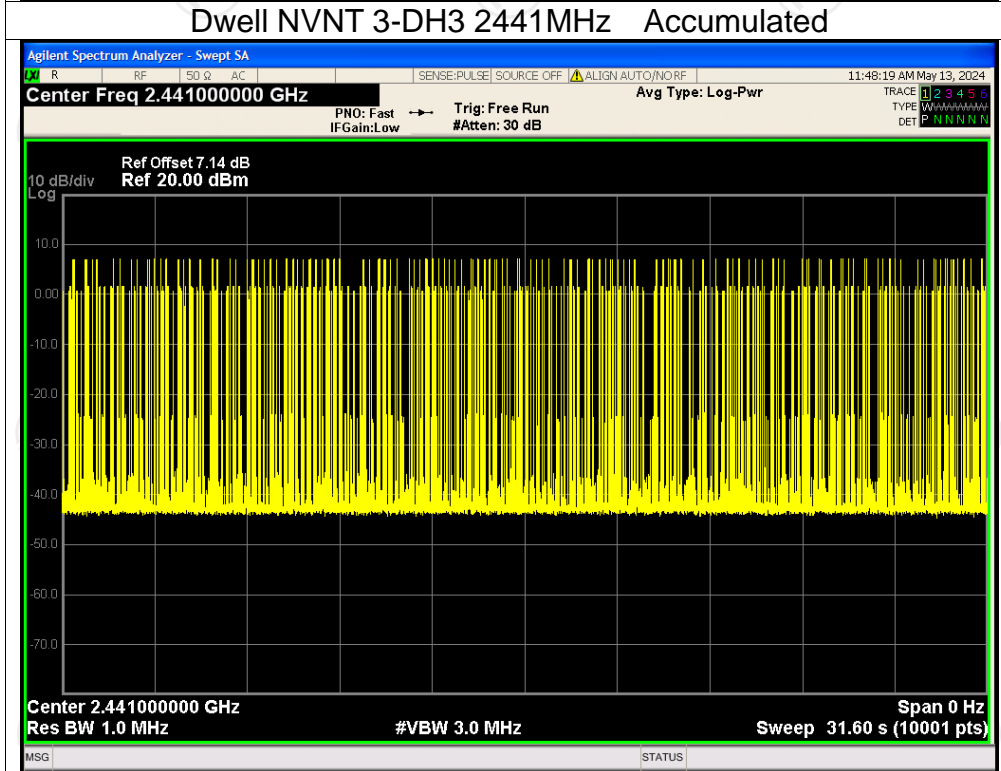 Dwell NVNT 3-DH3 2441MHz Accumulated
Agilent Spectrum Analyzer - Swept SA
LXI R RF 50 Ω AC SENSE:PULSE SOURCE OFF ALIGN AUTO/NO RF 11:48:19 AM May 13, 2024
Center Freq 2.441000000 GHz Avg Type: Log-Pwr TRACE 1 2 3 4 5 6
PNO: Fast Trig: Free Run TYPE WWWWWW
IFGain:Low #Atten: 30 dB DET P N N N N N
Ref Offset 7.14 dB
10 dB/div Ref 20.00 dBm
Log
10.0
0.00
-10.0
-20.0
-30.0
-40.0
-50.0
-60.0
-70.0
Center 2.441000000 GHz Span 0 Hz
Res BW 1.0 MHz #VBW 3.0 MHz Sweep 31.60 s (10001 pts)
MSG STATUS